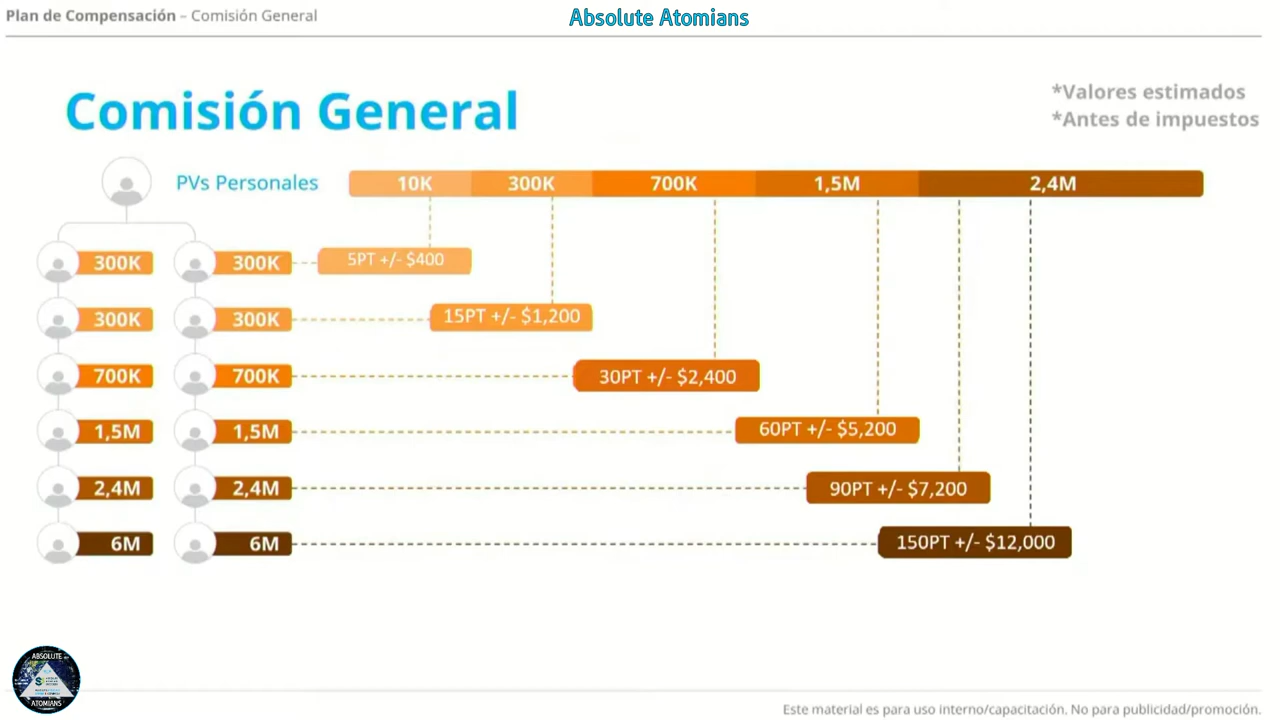 Plan de Compensación – Comisión General
Absolute Atomians
Comisión General
*Valores estimados
*Antes de impuestos
PVs Personales
10K 300K 700K 1,5M 2,4M
300K 300K 5PT +/- $400
300K 300K 15PT +/- $1,200
700K 700K 30PT +/- $2,400
1,5M 1,5M 60PT +/- $5,200
2,4M 2,4M 90PT +/- $7,200
6M 6M 150PT +/- $12,000
ABSOLUTE
ATOMIANS
Este material es para uso interno/capacitación. No para publicidad/promoción.